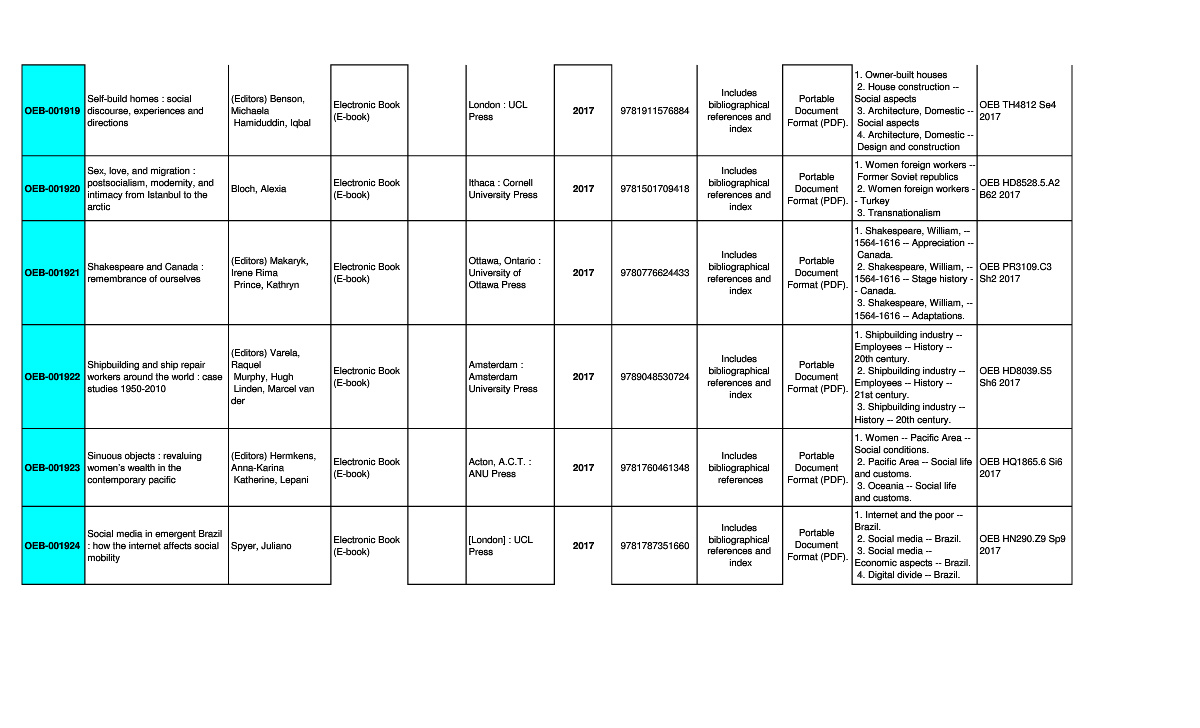 OEB-001919
Self-build homes : social
discourse, experiences and
directions
(Editors) Benson,
Michaela
Hamiduddin, Iqbal
Electronic Book
(E-book)
London : UCL
Press
2017
9781911576884
Includes
bibliographical
references and
index
Portable
Document
Format (PDF).
1. Owner-built houses
2. House construction --
Social aspects
3. Architecture, Domestic --
Social aspects
4. Architecture, Domestic --
Design and construction
OEB TH4812 Se4
2017
OEB-001920
Sex, love, and migration :
postsocialism, modernity, and
intimacy from Istanbul to the
arctic
Bloch, Alexia
Electronic Book
(E-book)
Ithaca : Cornell
University Press
2017
9781501709418
Includes
bibliographical
references and
index
Portable
Document
Format (PDF).
1. Women foreign workers --
Former Soviet republics
2. Women foreign workers -
- Turkey
3. Transnationalism
OEB HD8528.5.A2
B62 2017
OEB-001921
Shakespeare and Canada :
remembrance of ourselves
(Editors) Makaryk,
Irene Rima
Prince, Kathryn
Electronic Book
(E-book)
Ottawa, Ontario :
University of
Ottawa Press
2017
9780776624433
Includes
bibliographical
references and
index
Portable
Document
Format (PDF).
1. Shakespeare, William, --
1564-1616 -- Appreciation --
Canada.
2. Shakespeare, William, --
1564-1616 -- Stage history -
- Canada.
3. Shakespeare, William, --
1564-1616 -- Adaptations.
OEB PR3109.C3
Sh2 2017
OEB-001922
Shipbuilding and ship repair
workers around the world : case
studies 1950-2010
(Editors) Varela,
Raquel
Murphy, Hugh
Linden, Marcel van
der
Electronic Book
(E-book)
Amsterdam :
Amsterdam
University Press
2017
9789048530724
Includes
bibliographical
references and
index
Portable
Document
Format (PDF).
1. Shipbuilding industry --
Employees -- History --
20th century.
2. Shipbuilding industry --
Employees -- History --
21st century.
3. Shipbuilding industry --
History -- 20th century.
OEB HD8039.S5
Sh6 2017
OEB-001923
Sinuous objects : revaluing
women's wealth in the
contemporary pacific
(Editors) Hermkens,
Anna-Karina
Katherine, Lepani
Electronic Book
(E-book)
Acton, A.C.T. :
ANU Press
2017
9781760461348
Includes
bibliographical
references
Portable
Document
Format (PDF).
1. Women -- Pacific Area --
Social conditions.
2. Pacific Area -- Social life
and customs.
3. Oceania -- Social life
and customs.
OEB HQ1865.6 Si6
2017
OEB-001924
Social media in emergent Brazil
: how the internet affects social
mobility
Spyer, Juliano
Electronic Book
(E-book)
[London] : UCL
Press
2017
9781787351660
Includes
bibliographical
references and
index
Portable
Document
Format (PDF).
1. Internet and the poor --
Brazil.
2. Social media -- Brazil.
3. Social media --
Economic aspects -- Brazil.
4. Digital divide -- Brazil.
OEB HN290.Z9 Sp9
2017